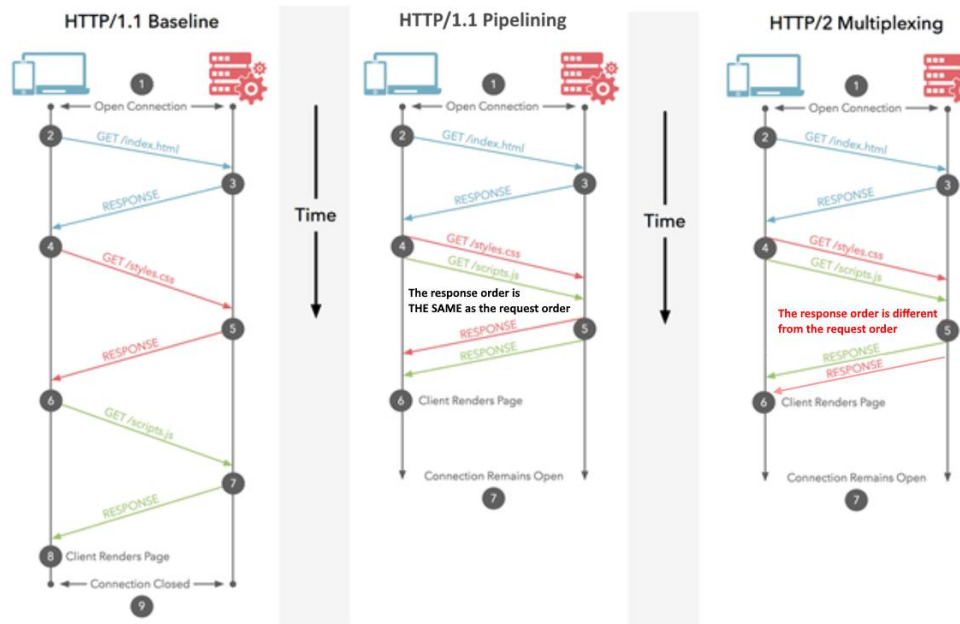 HTTP/1.1 Baseline
1
Open Connection
2
GET /index.html
3
RESPONSE
4
GET /styles.css
5
RESPONSE
6
GET /scripts.js
7
RESPONSE
8
Client Renders Page
Connection Closed
9
Time
HTTP/1.1 Pipelining
1
Open Connection
2
GET /index.html
3
RESPONSE
4
GET /styles.css
GET /scripts.js
The response order is
THE SAME as the request order
5
RESPONSE
RESPONSE
6
Client Renders Page
Connection Remains Open
7
Time
HTTP/2 Multiplexing
1
Open Connection
2
GET /index.html
3
RESPONSE
4
GET /styles.css
GET /scripts.js
The response order is different
from the request order
5
RESPONSE
RESPONSE
6
Client Renders Page
Connection Remains Open
7